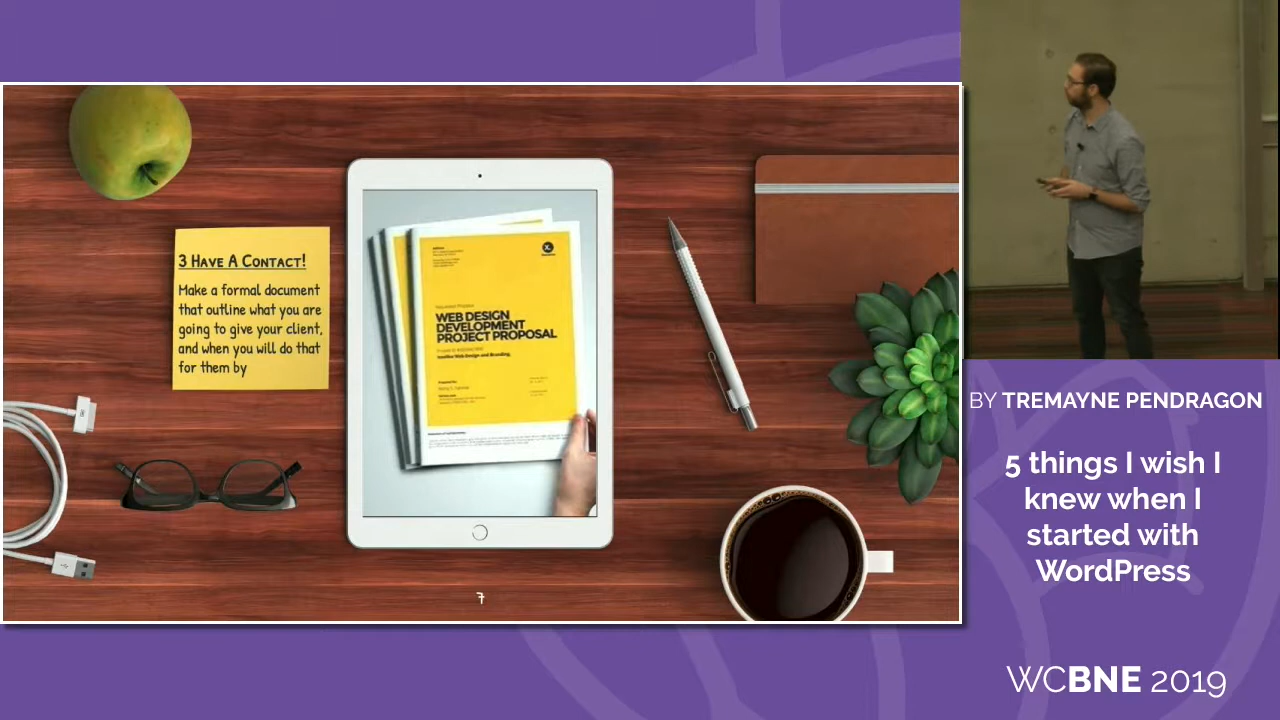 3 HAVE A CONTACT!
Make a formal document
that outline what you are
going to give your client,
and when you will do that
for them by
WEB DESIGN
DEVELOPMENT
PROJECT PROPOSAL
7
BY TREMAYNE PENDRAGON
5 things I wish I
knew when I
started with
WordPress
WCBNE 2019